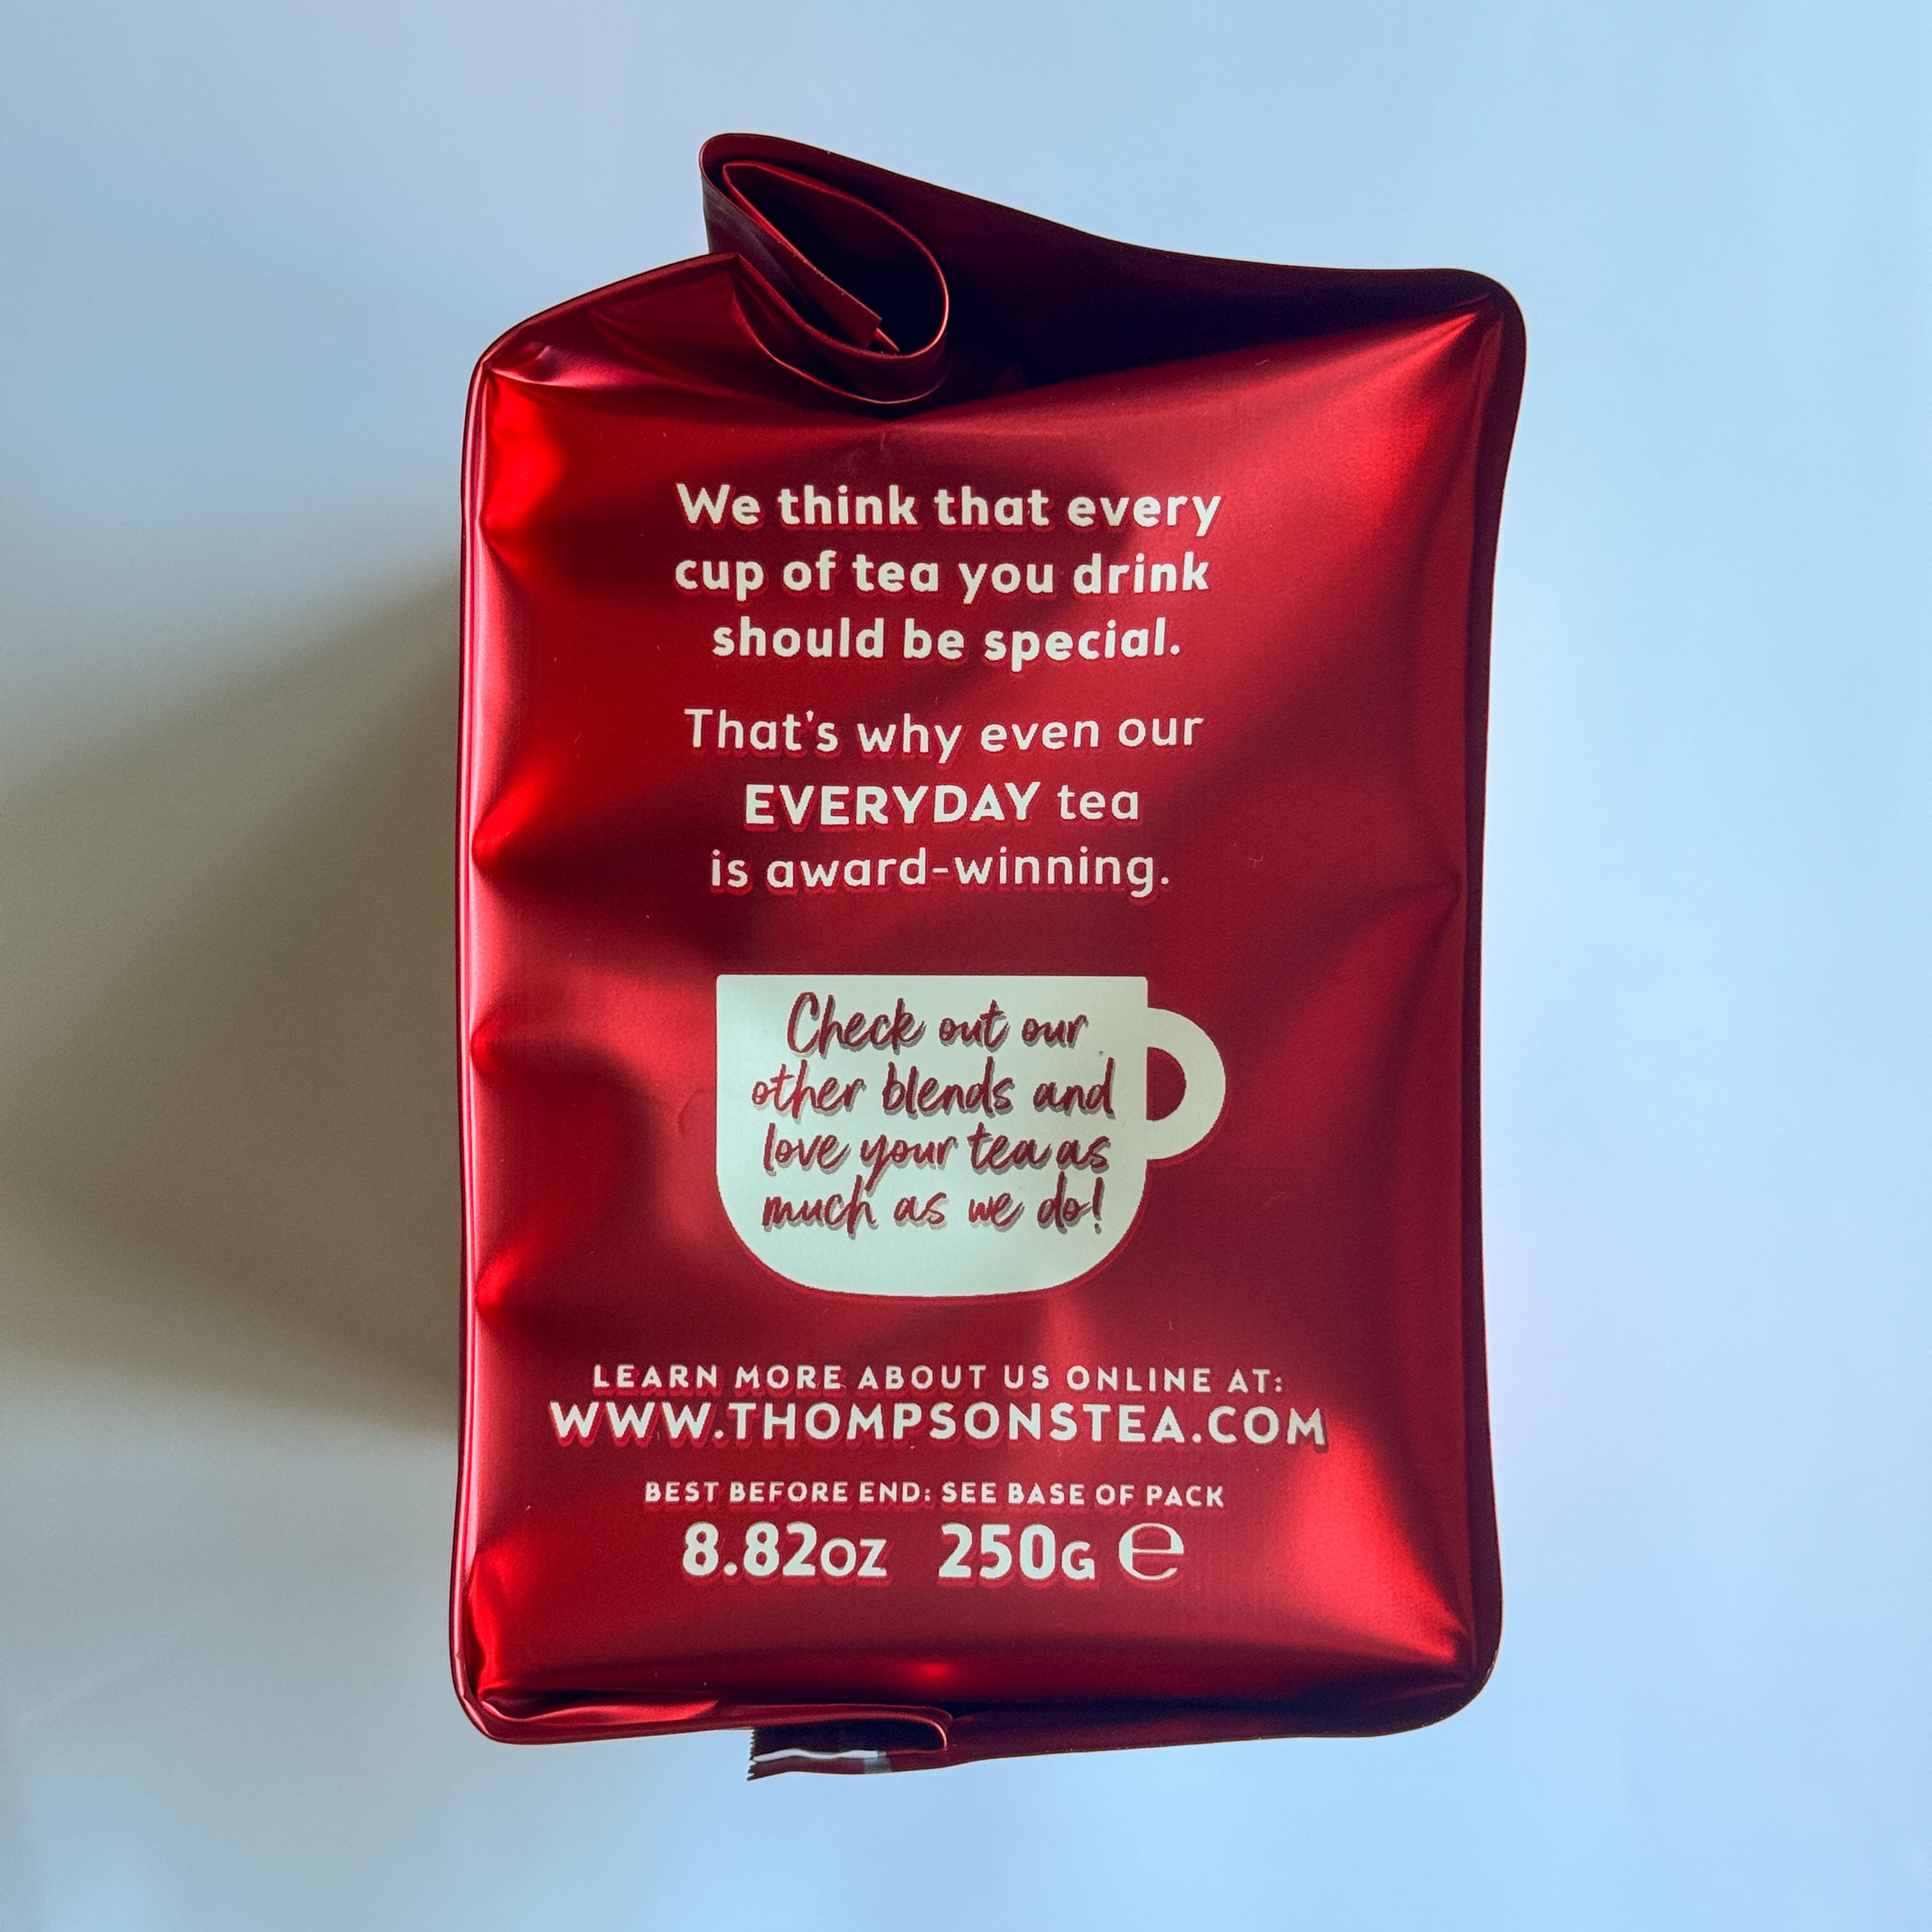 We think that every
cup of tea you drink
should be special.
That's why even our
EVERYDAY tea
is award-winning.
Check out our
other blends and
love your tea as
much as we do!
LEARN MORE ABOUT US ONLINE AT:
WWW.THOMPSONSTEA.COM
BEST BEFORE END: SEE BASE OF PACK
8.82OZ 250G ℮